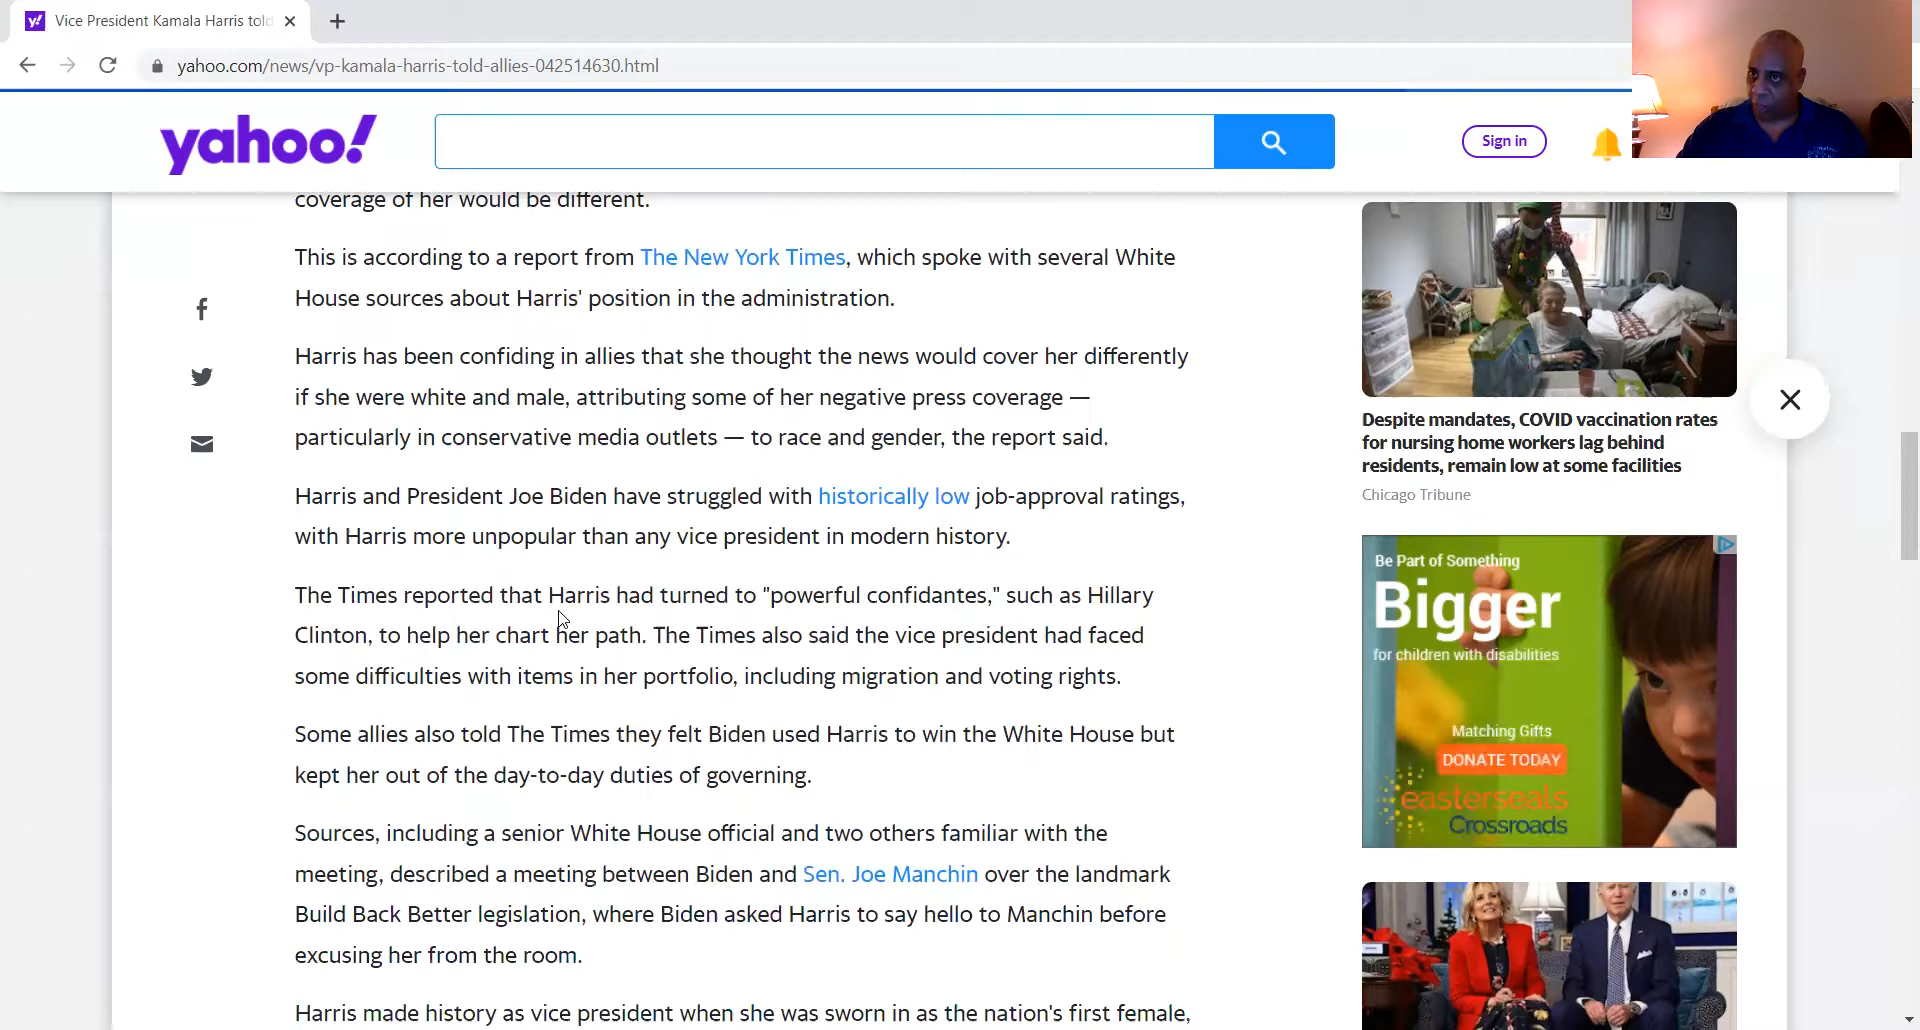 Vice President Kamala Harris told
yahoo.com/news/vp-kamala-harris-told-allies-042514630.html
yahoo!
Sign in
coverage of her would be different.
This is according to a report from The New York Times, which spoke with several White
House sources about Harris' position in the administration.
Harris has been confiding in allies that she thought the news would cover her differently
if she were white and male, attributing some of her negative press coverage —
particularly in conservative media outlets — to race and gender, the report said.
Harris and President Joe Biden have struggled with historically low job-approval ratings,
with Harris more unpopular than any vice president in modern history.
The Times reported that Harris had turned to "powerful confidantes," such as Hillary
Clinton, to help her chart her path. The Times also said the vice president had faced
some difficulties with items in her portfolio, including migration and voting rights.
Some allies also told The Times they felt Biden used Harris to win the White House but
kept her out of the day-to-day duties of governing.
Sources, including a senior White House official and two others familiar with the
meeting, described a meeting between Biden and Sen. Joe Manchin over the landmark
Build Back Better legislation, where Biden asked Harris to say hello to Manchin before
excusing her from the room.
Harris made history as vice president when she was sworn in as the nation's first female,
Despite mandates, COVID vaccination rates
for nursing home workers lag behind
residents, remain low at some facilities
Chicago Tribune
Be Part of Something
Bigger
for children with disabilities
Matching Gifts
DONATE TODAY
easterseals
Crossroads